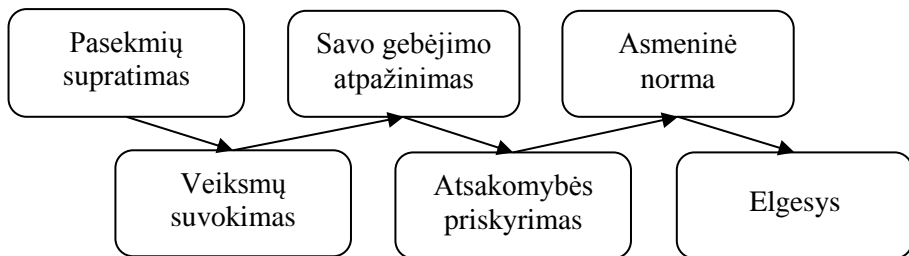 Pasekmių
supratimas
Savo gebėjimo
atpažinimas
Asmeninė
norma
Veiksmų
suvokimas
Atsakomybės
priskyrimas
Elgesys